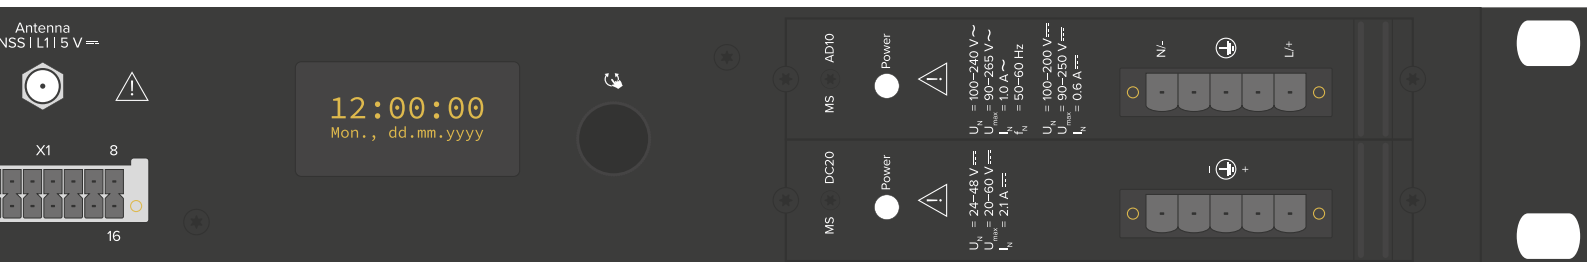 Antenna
NSS | L1 | 5 V ⎓
X1
8
16
12:00:00
Mon., dd.mm.yyyy
MS
AD10
Power
U_N = 100–240 V ~
U_max = 90–265 V ~
I_N = 1.0 A ~
f_N = 50–60 Hz
U_N = 100–200 V ⎓
U_max = 90–250 V ⎓
I_N = 0.6 A ⎓
N/-
L/+
MS
DC20
Power
U_N = 24–48 V ⎓
U_max = 20–60 V ⎓
I_N = 2.1 A ⎓
- +